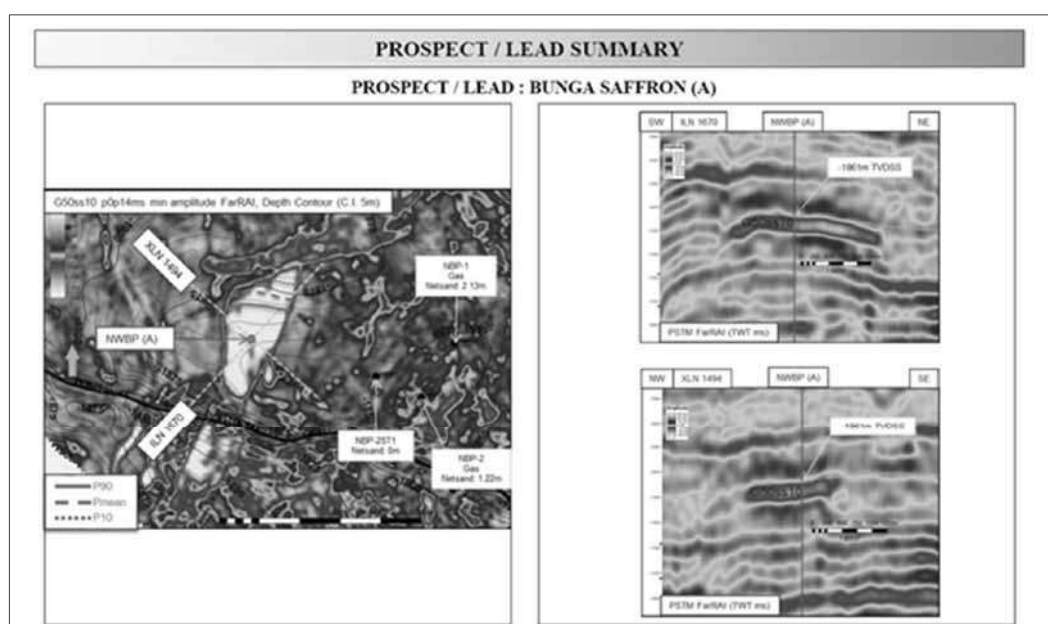 PROSPECT / LEAD SUMMARY
PROSPECT / LEAD : BUNGA SAFFRON (A)
G50ss10 p0p14ms min amplitude FarRAI, Depth Contour (C.I. 5m)
XLN 1494
NBP-1
Gas
Netsand: 2.13m
NWBP (A)
ILN 1670
NBP-2ST1
Netsand: 0m
NBP-2
Gas
Netsand: 1.22m
P90
Pmean
P10
SW
ILN 1670
NWBP (A)
NE
-1961m TVDSS
PSTM FarRAI (TWT ms)
NW
XLN 1494
NWBP (A)
SE
-1961m TVDSS
PSTM FarRAI (TWT ms)